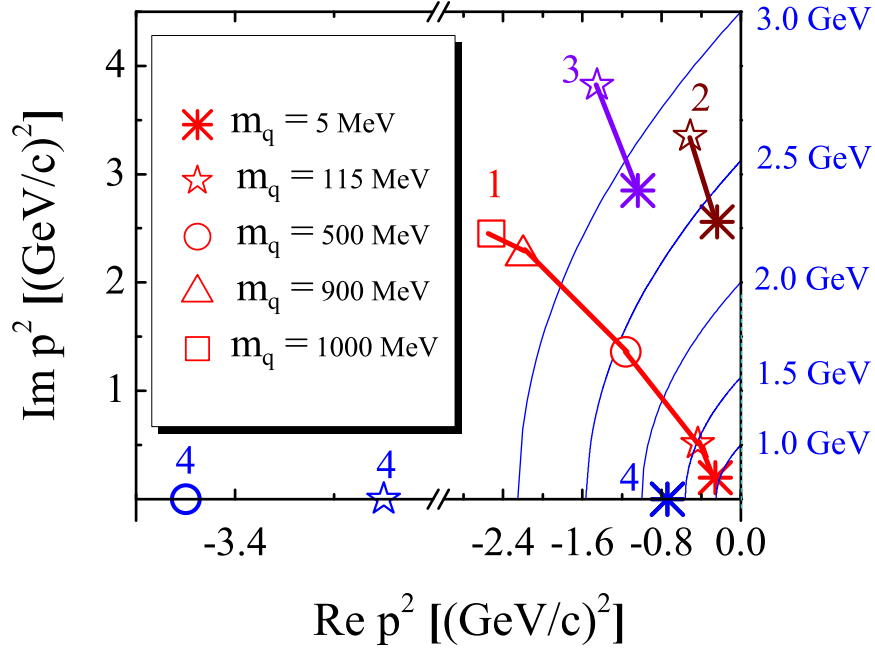 3.0 GeV
4
3
2
2.5 GeV
m_q = 5 MeV
Im p² [(GeV/c)²]
3
m_q = 115 MeV
1
m_q = 500 MeV
2
m_q = 900 MeV
2.0 GeV
m_q = 1000 MeV
1.5 GeV
1
1.0 GeV
4
4
4
-3.4
-2.4
-1.6
-0.8
0.0
Re p² [(GeV/c)²]